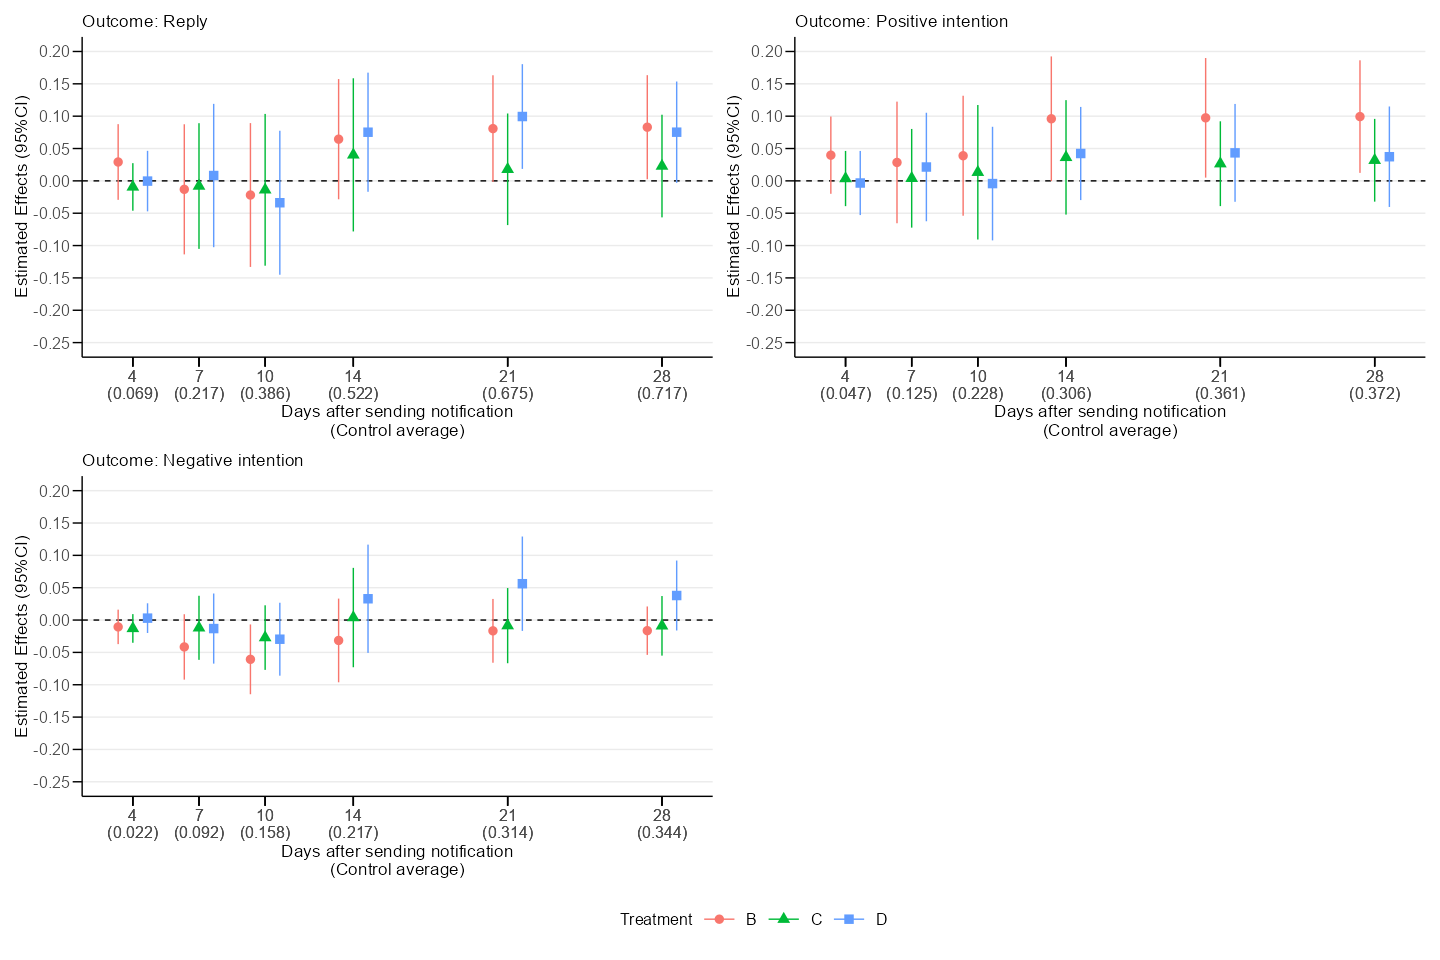 Outcome: Reply
Estimated Effects (95%CI)
0.20
0.15
0.10
0.05
0.00
-0.05
-0.10
-0.15
-0.20
-0.25
4 7 10 14 21 28
(0.069) (0.217) (0.386) (0.522) (0.675) (0.717)
Days after sending notification
(Control average)
Outcome: Positive intention
Estimated Effects (95%CI)
0.20
0.15
0.10
0.05
0.00
-0.05
-0.10
-0.15
-0.20
-0.25
4 7 10 14 21 28
(0.047) (0.125) (0.228) (0.306) (0.361) (0.372)
Days after sending notification
(Control average)
Outcome: Negative intention
Estimated Effects (95%CI)
0.20
0.15
0.10
0.05
0.00
-0.05
-0.10
-0.15
-0.20
-0.25
4 7 10 14 21 28
(0.022) (0.092) (0.158) (0.217) (0.314) (0.344)
Days after sending notification
(Control average)
Treatment B C D